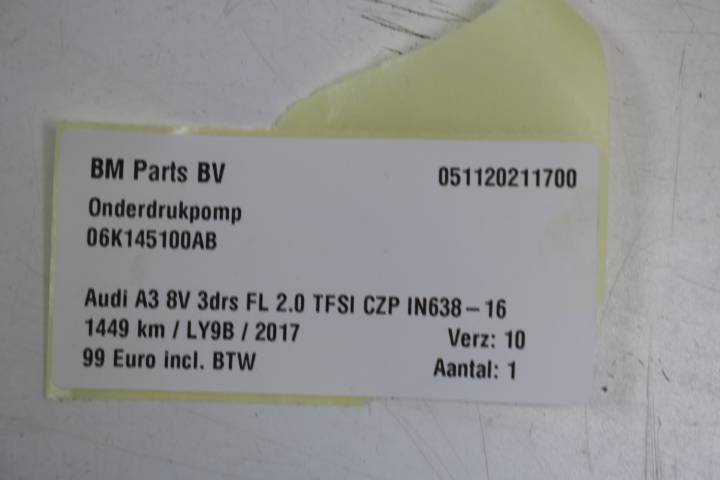 BM Parts BV 051120211700
Onderdrukpomp
06K145100AB
Audi A3 8V 3drs FL 2.0 TFSI CZP IN638-16
1449 km / LY9B / 2017 Verz: 10
99 Euro incl. BTW Aantal: 1